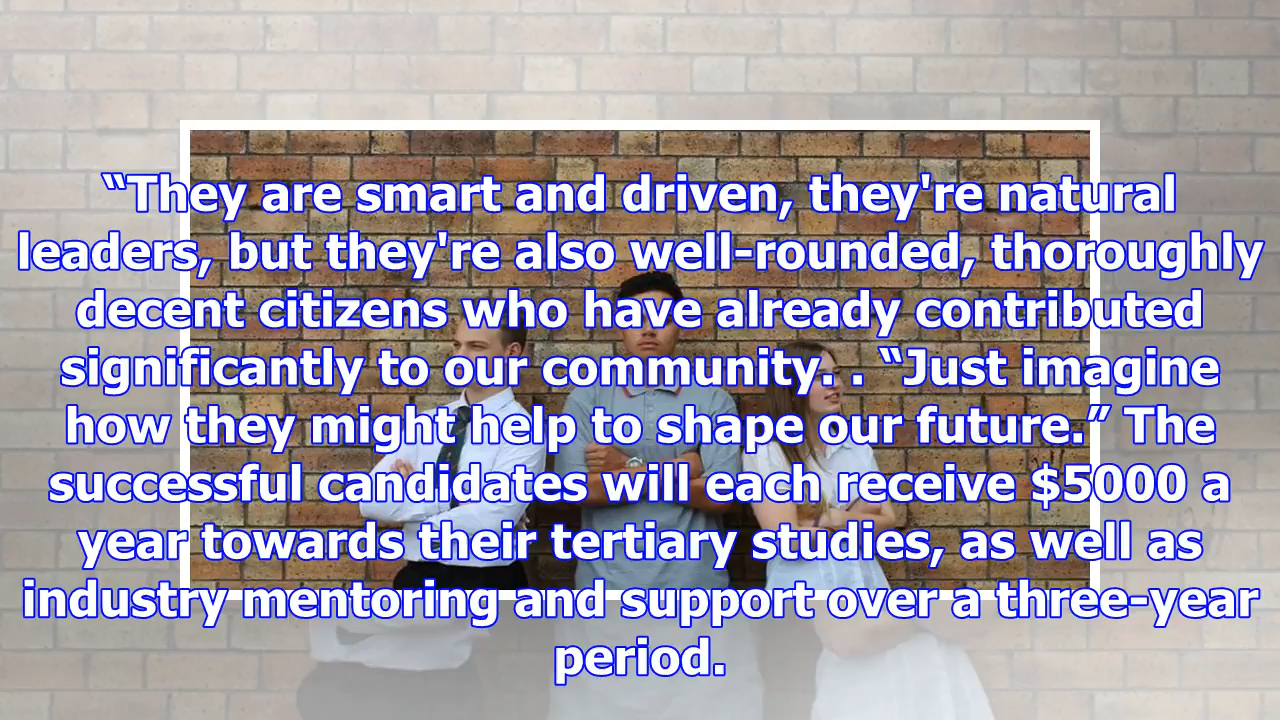 “They are smart and driven, they're natural
leaders, but they're also well-rounded, thoroughly
decent citizens who have already contributed
significantly to our community. . “Just imagine
how they might help to shape our future.” The
successful candidates will each receive $5000 a
year towards their tertiary studies, as well as
industry mentoring and support over a three-year
period.